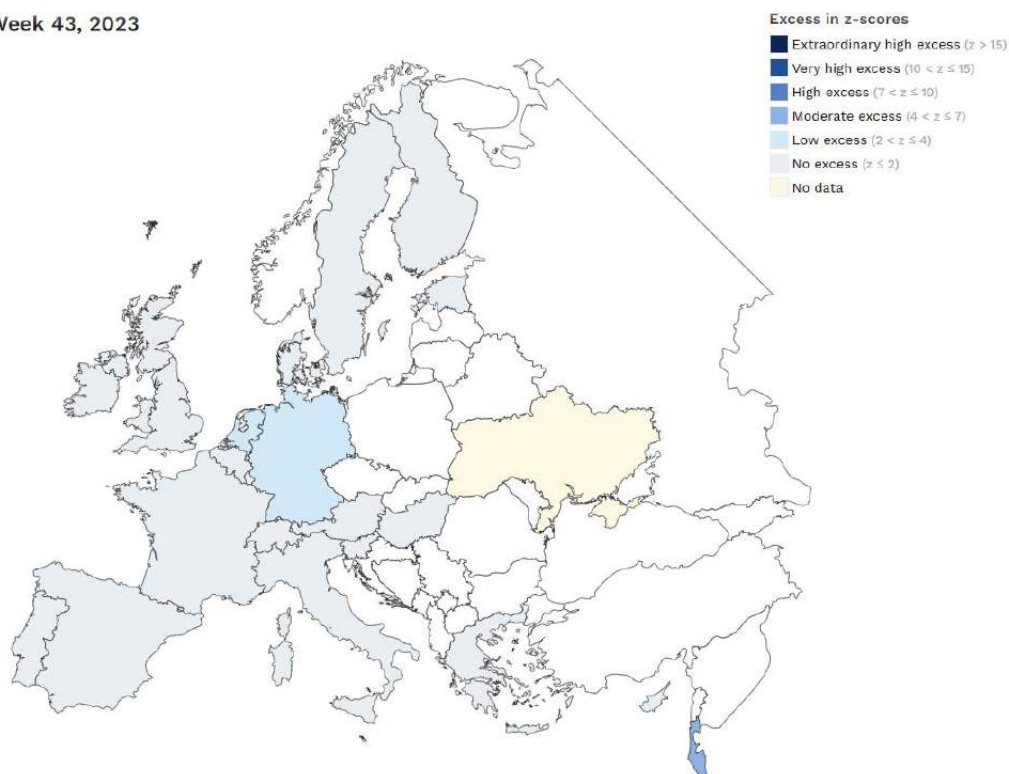 Week 43, 2023
Excess in z-scores
Extraordinary high excess (z > 15)
Very high excess (10 < z ≤ 15)
High excess (7 < z ≤ 10)
Moderate excess (4 < z ≤ 7)
Low excess (2 < z ≤ 4)
No excess (z ≤ 2)
No data